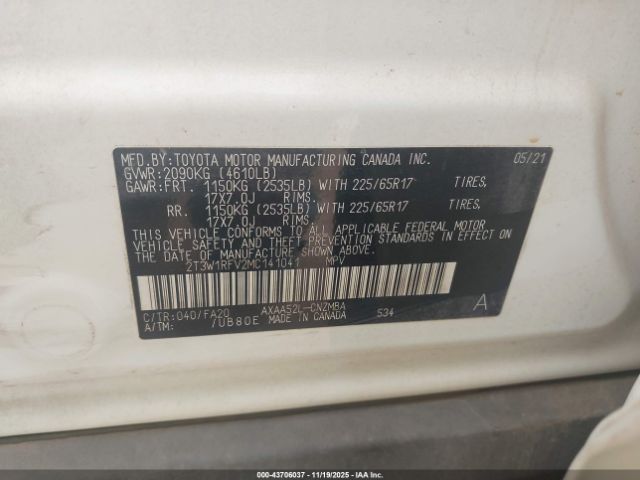 MFD.BY:TOYOTA MOTOR MANUFACTURING CANADA INC. 05/21
GVWR:2090KG (4610LB)
GAWR:FRT. 1150KG (2535LB) WITH 225/65R17 TIRES,
17X7.0J RIMS.
RR. 1150KG (2535LB) WITH 225/65R17 TIRES,
17X7.0J RIMS.
THIS VEHICLE CONFORMS TO ALL APPLICABLE FEDERAL MOTOR
VEHICLE SAFETY AND THEFT PREVENTION STANDARDS IN EFFECT
ON THE DATE OF MANUFACTURE SHOWN ABOVE.
2T3W1RFV2MC141041 MPV
C/TR:040/FA20 AXAA52L-CNZMBA 534 A
A/TM: /UB80E MADE IN CANADA
000-43706037 - 11/19/2025 - IAA Inc. (US)